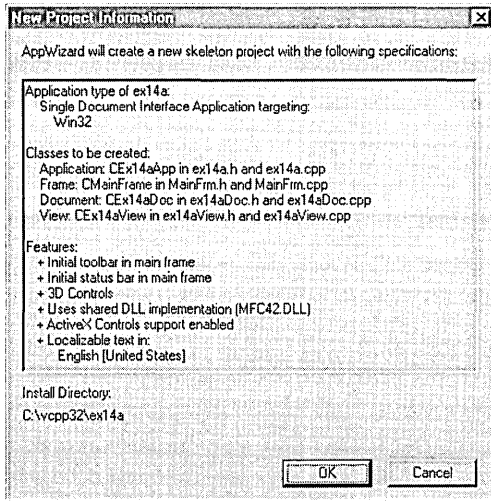 New Project Information
AppWizard will create a new skeleton project with the following specifications:
Application type of ex14a:
Single Document Interface Application targeting:
Win32
Classes to be created:
Application: CEx14aApp in ex14a.h and ex14a.cpp
Frame: CMainFrame in MainFrm.h and MainFrm.cpp
Document: CEx14aDoc in ex14aDoc.h and ex14aDoc.cpp
View: CEx14aView in ex14aView.h and ex14aView.cpp
Features:
+ Initial toolbar in main frame
+ Initial status bar in main frame
+ 3D Controls
+ Uses shared DLL implementation (MFC42.DLL)
+ ActiveX Controls support enabled
+ Localizable text in:
English [United States]
Install Directory:
C:\vcpp32\ex14a
OK
Cancel